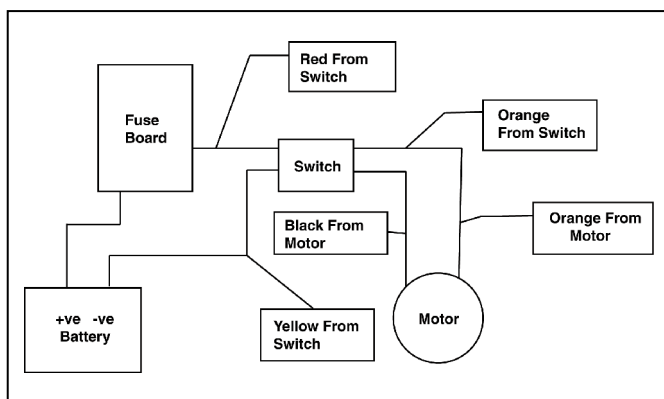 Red From
Switch
Fuse
Board
Orange
From Switch
Switch
Black From
Motor
Orange From
Motor
+ve -ve
Battery
Yellow From
Switch
Motor